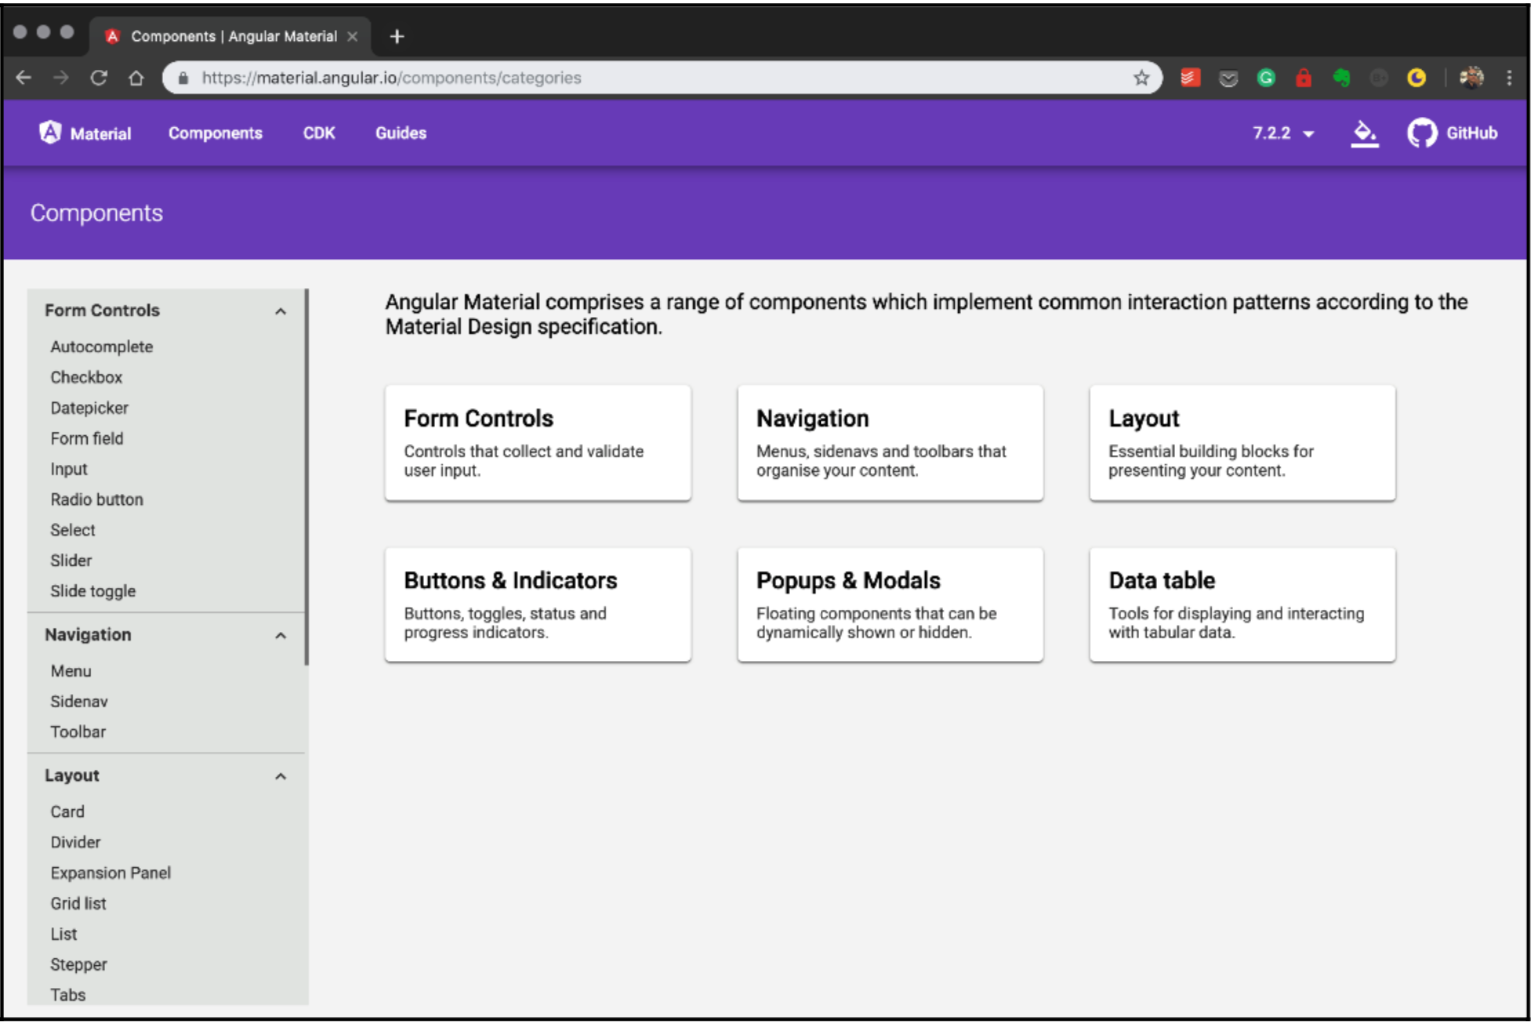 Components | Angular Material
https://material.angular.io/components/categories
Material Components CDK Guides 7.2.2 GitHub
Components
Form Controls
Autocomplete
Checkbox
Datepicker
Form field
Input
Radio button
Select
Slider
Slide toggle
Navigation
Menu
Sidenav
Toolbar
Layout
Card
Divider
Expansion Panel
Grid list
List
Stepper
Tabs
Angular Material comprises a range of components which implement common interaction patterns according to the
Material Design specification.
Form Controls
Controls that collect and validate
user input.
Navigation
Menus, sidenavs and toolbars that
organise your content.
Layout
Essential building blocks for
presenting your content.
Buttons & Indicators
Buttons, toggles, status and
progress indicators.
Popups & Modals
Floating components that can be
dynamically shown or hidden.
Data table
Tools for displaying and interacting
with tabular data.